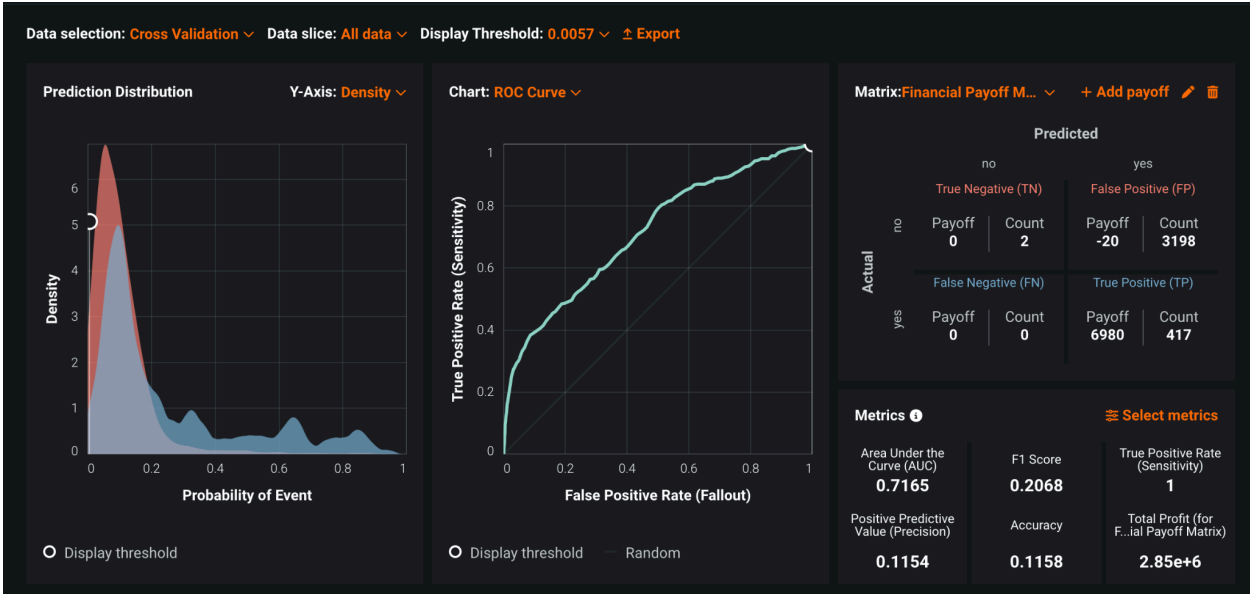 Data selection: Cross Validation Data slice: All data Display Threshold: 0.0057 Export
Prediction Distribution Y-Axis: Density
6
5
4
3
2
1
0
Density
0 0.2 0.4 0.6 0.8 1
Probability of Event
Display threshold
Chart: ROC Curve
1
0.8
0.6
0.4
0.2
0
True Positive Rate (Sensitivity)
0 0.2 0.4 0.6 0.8 1
False Positive Rate (Fallout)
Display threshold Random
Matrix:Financial Payoff M... + Add payoff
Predicted
no yes
Actual
no
True Negative (TN) False Positive (FP)
Payoff Count Payoff Count
0 2 -20 3198
yes
False Negative (FN) True Positive (TP)
Payoff Count Payoff Count
0 0 6980 417
Metrics Select metrics
Area Under the
Curve (AUC)
0.7165
F1 Score
0.2068
True Positive Rate
(Sensitivity)
1
Positive Predictive
Value (Precision)
0.1154
Accuracy
0.1158
Total Profit (for
F...ial Payoff Matrix)
2.85e+6